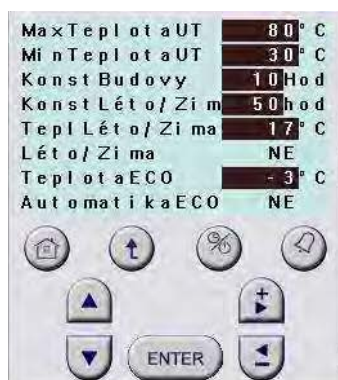 MaxTeplotaUT 80°C
MinTeplotaUT 30°C
KonstBudovy 10Hod
KonstLéto/Zim 50hod
TeplLéto/Zima 17°C
Léto/Zima NE
TeplotaECO -3°C
AutomatikaECO NE
ENTER